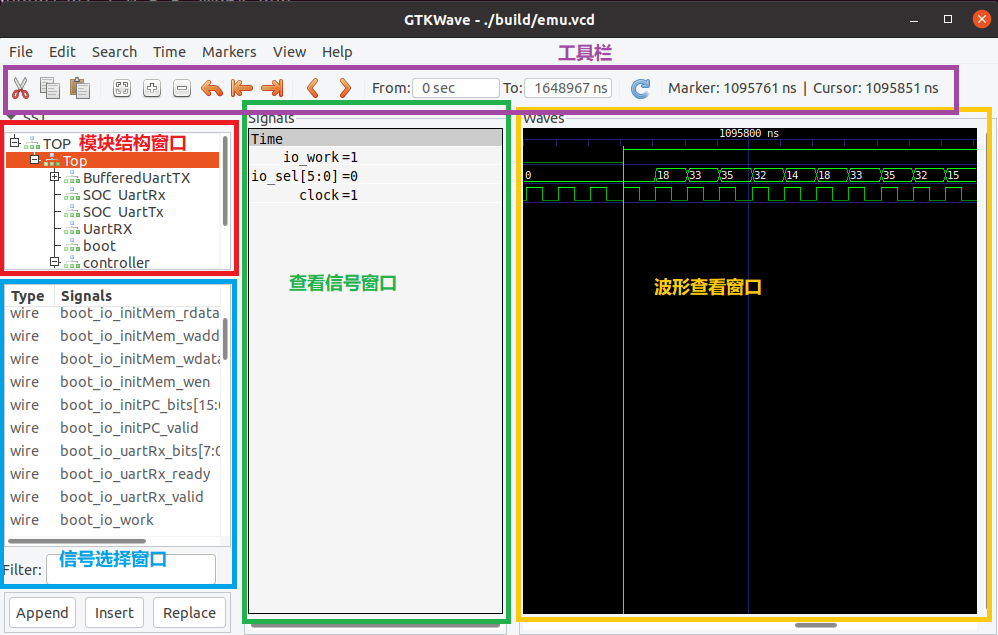 GTKWave - ./build/emu.vcd
File Edit Search Time Markers View Help
工具栏
From: 0 sec To: 1648967 ns Marker: 1095761 ns | Cursor: 1095851 ns
SST
Signals
Waves
TOP 模块结构窗口
Top
BufferedUartTX
SOC_UartRx
SOC_UartTx
UartRX
boot
controller
Type Signals
wire boot_io_initMem_rdata
wire boot_io_initMem_wadd
wire boot_io_initMem_wdata
wire boot_io_initMem_wen
wire boot_io_initPC_bits[15:0
wire boot_io_initPC_valid
wire boot_io_uartRx_bits[7:0
wire boot_io_uartRx_ready
wire boot_io_uartRx_valid
wire boot_io_work
信号选择窗口
Filter:
Append Insert Replace
Time
io_work=1
io_sel[5:0]=0
clock=1
查看信号窗口
1095800 ns
0 18 33 35 32 14 18 33 35 32 15
波形查看窗口